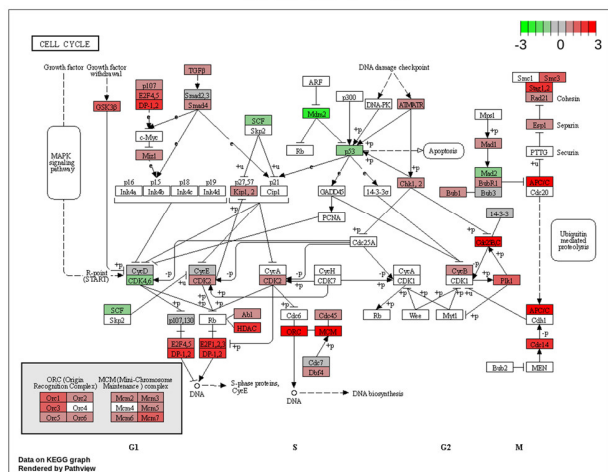 CELL CYCLE
-3 0 3
Growth factor
Growth factor
withdrawal
p107
E2F4,5
DP-1,2
TGFβ
DNA damage checkpoint
Smc1 Smc3
Stag1,2
Rad21
Cohesin
GSK3β
Smad2,3
Smad4
ARF
p300
DNA-PK
ATMATR
Mps1
Esp1
Separin
c-Myc
SCF
Skp2
Mdm2
Rb
p53
Apoptosis
Mad1
PTTG
Securin
MAPK
signaling
pathway
Miz1
Mad2
BubR1
Bub1
Bub3
APC/C
Cdc20
p16 p15 p18 p19 p27,57 p21
Ink4a Ink4b Ink4c Ink4d Kip1, 2 Cip1
GADD45
14-3-3σ
Chk1, 2
PCNA
14-3-3
Cdc25A
Ubiquitin
mediated
proteolysis
R-point
(START)
CycD
CDK4,6
CycE
CDK2
CycA
CDK2
CycH
CDK7
CycA
CDK1
CycB
CDK1
Plk1
SCF
Skp2
p107,130
Rb
Abl
HDAC
Cdc6
ORC
Cdc45
MCM
Rb
Wee
Myt1
APC/C
Cdh1
Cdc14
E2F4,5
DP-1,2
E2F1,2,3
DP-1,2
Cdc7
Dbf4
Bub2
MEN
DNA
S-phase proteins,
CycE
DNA
DNA biosynthesis
ORC (Origin
Recognition Complex)
MCM (Mini-Chromosome
Maintenance) complex
Orc1 Orc2 Mcm2 Mcm3
Orc3 Orc4 Mcm4 Mcm5
Orc5 Orc6 Mcm6 Mcm7
G1 S G2 M
Data on KEGG graph
Rendered by Pathview